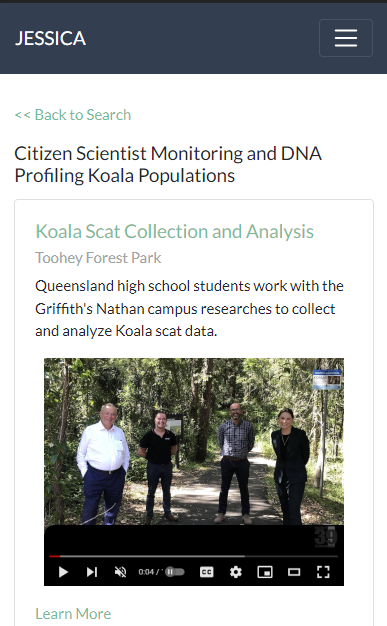 JESSICA
<< Back to Search
Citizen Scientist Monitoring and DNA
Profiling Koala Populations
Koala Scat Collection and Analysis
Toohey Forest Park
Queensland high school students work with the
Griffith's Nathan campus researches to collect
and analyze Koala scat data.
39
0:04 / '
CC
Learn More